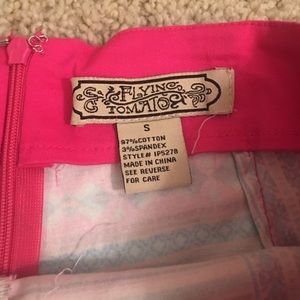 FLYING
TOMATO
S
97%COTTON
3%SPANDEX
STYLE# IP5278
MADE IN CHINA
SEE REVERSE
FOR CARE